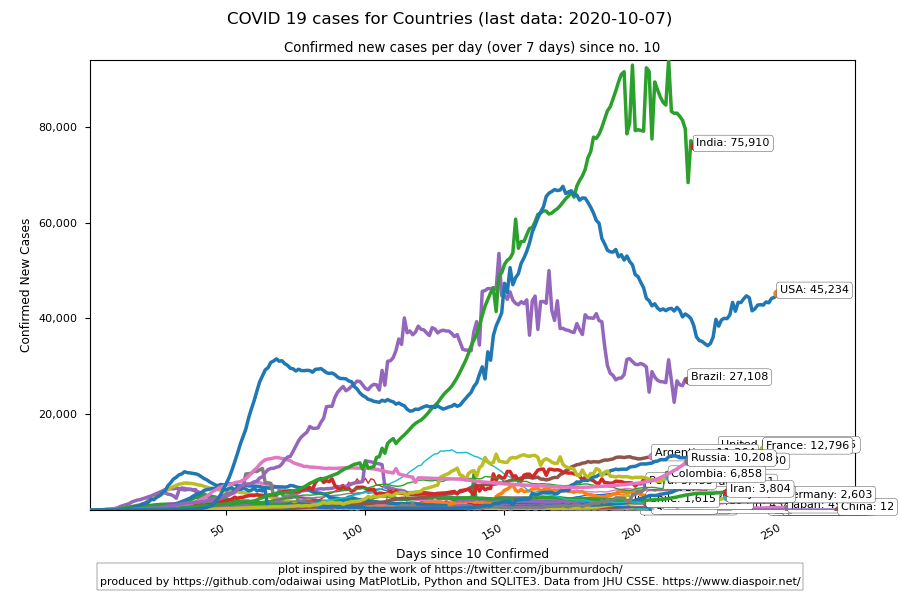 COVID 19 cases for Countries (last data: 2020-10-07)
Confirmed new cases per day (over 7 days) since no. 10
80,000
60,000
40,000
20,000
Confirmed New Cases
India: 75,910
USA: 45,234
Brazil: 27,108
United
France: 12,796
Russia: 10,208
Colombia: 6,858
Iran: 3,804
Germany: 2,603
China: 12
50
100
150
200
250
Days since 10 Confirmed
plot inspired by the work of https://twitter.com/jburnmurdoch/
produced by https://github.com/odaiwai using MatPlotLib, Python and SQLITE3. Data from JHU CSSE. https://www.diaspoir.net/